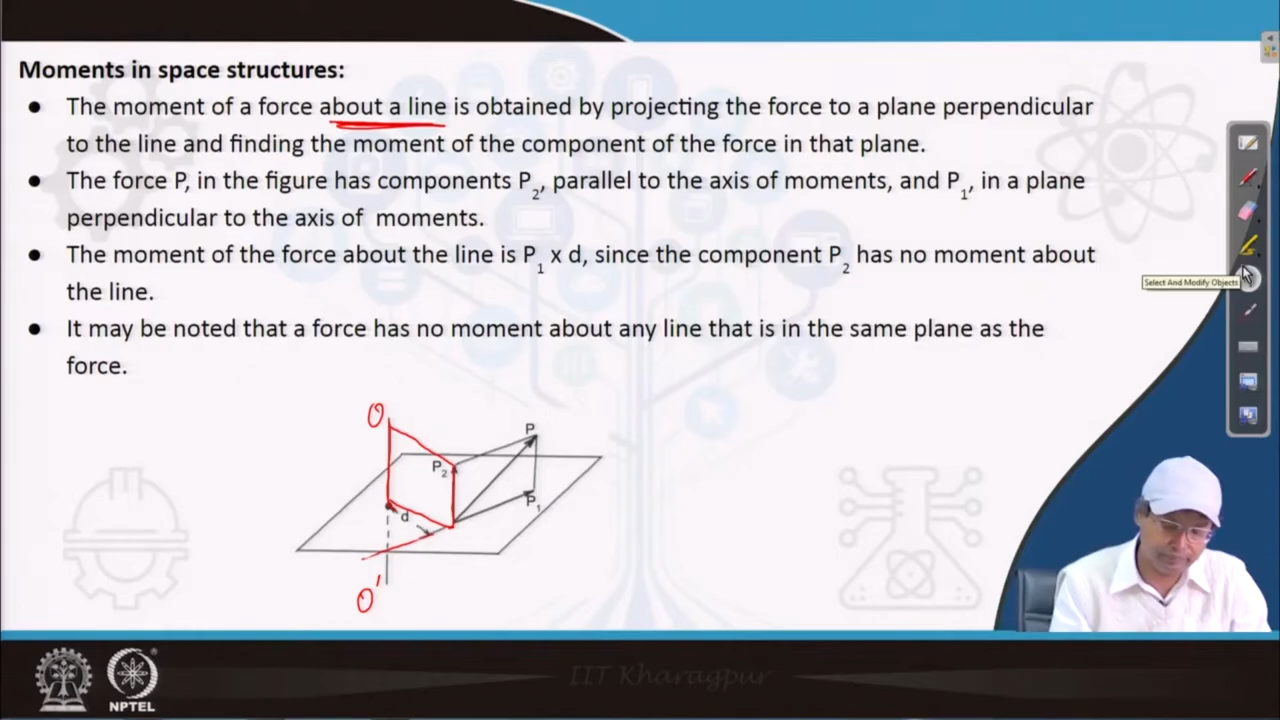 Moments in space structures:
● The moment of a force about a line is obtained by projecting the force to a plane perpendicular
to the line and finding the moment of the component of the force in that plane.
● The force P, in the figure has components P2, parallel to the axis of moments, and P1, in a plane
perpendicular to the axis of moments.
● The moment of the force about the line is P1 x d, since the component P2 has no moment about
the line.
● It may be noted that a force has no moment about any line that is in the same plane as the
force.
Select And Modify Objects
O
P
P2
P1
d
O'
IIT Kharagpur
NPTEL